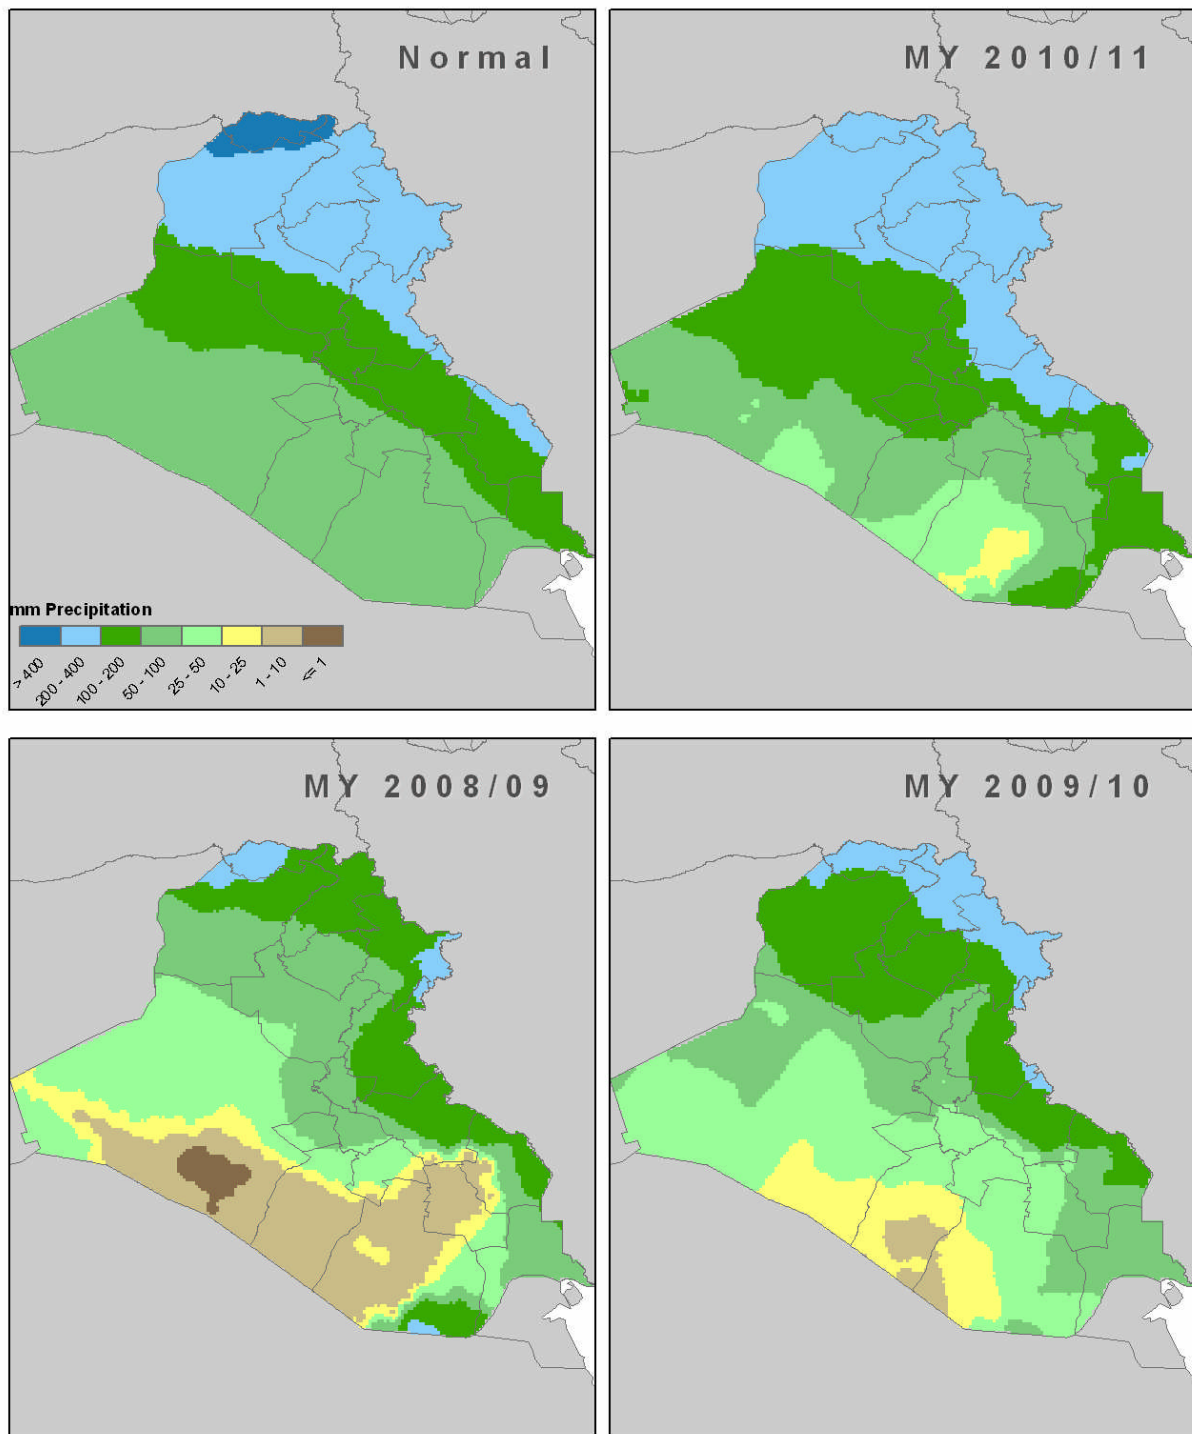 Normal
MY 2010/11
mm Precipitation
> 400
200 - 400
100 - 200
50 - 100
25 - 50
10 - 25
1 - 10
<= 1
MY 2008/09
MY 2009/10